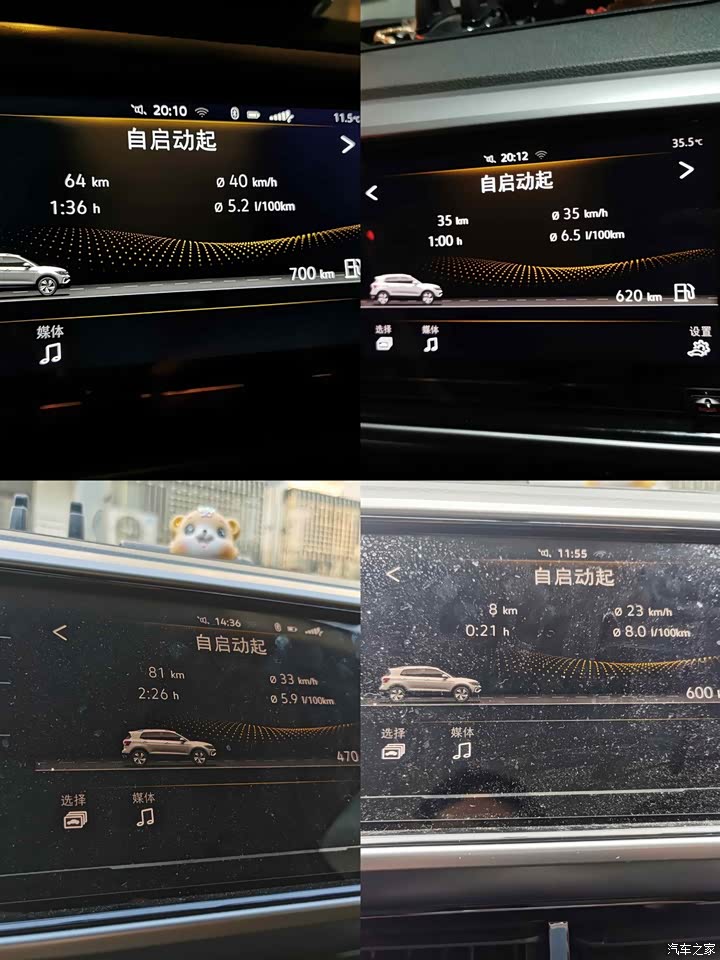 20:10
11.5℃
自启动起
64 km
ø 40 km/h
1:36 h
ø 5.2 l/100km
700 km
媒体
20:12
35.5℃
自启动起
35 km
ø 35 km/h
1:00 h
ø 6.5 l/100km
620 km
选择
媒体
设置
14:36
自启动起
81 km
ø 33 km/h
2:26 h
ø 5.9 l/100km
470
选择
媒体
11:55
自启动起
8 km
ø 23 km/h
0:21 h
ø 8.0 l/100km
600
选择
媒体
汽车之家